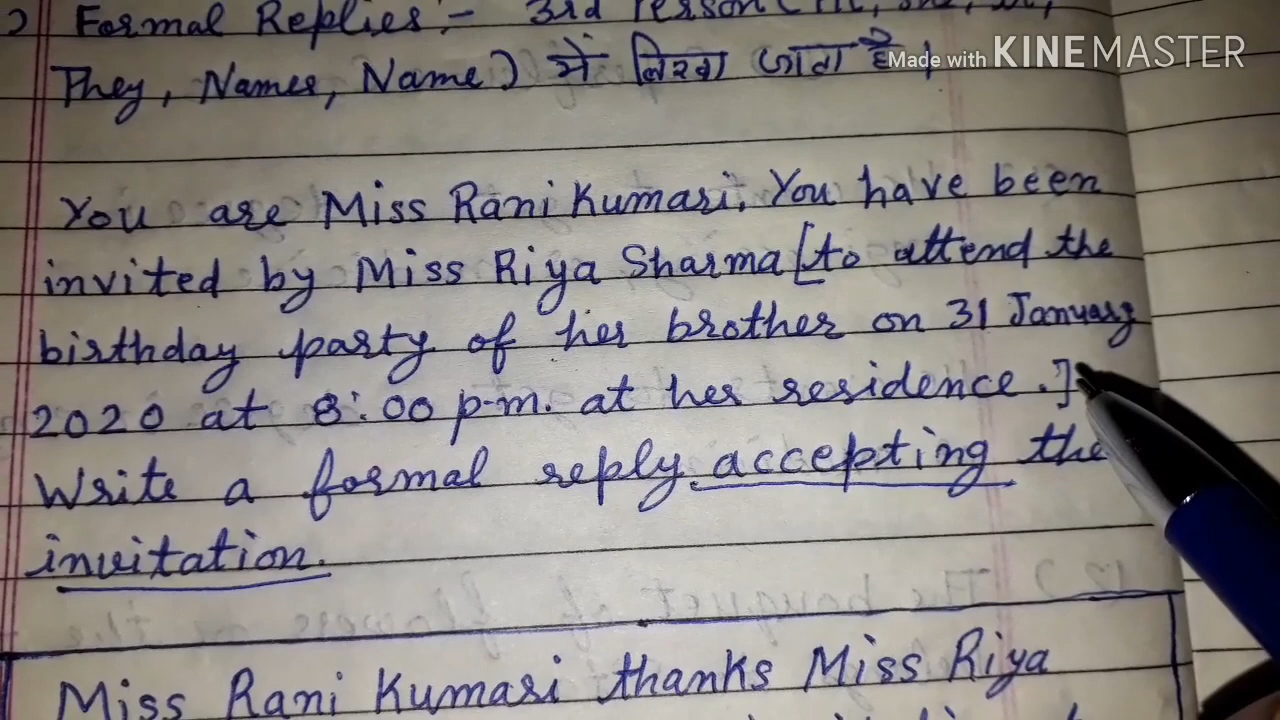 Formal Replies:- 3rd Person (He, she, it,
They, Names, Name) में लिखा जाता है।
Made with KINEMASTER
You are Miss Rani Kumari. You have been
invited by Miss Riya Sharma [to attend the
birthday party of her brother on 31 January
2020 at 8:00 p.m. at her residence.]
Write a formal reply accepting the
invitation.
Miss Rani Kumari thanks Miss Riya